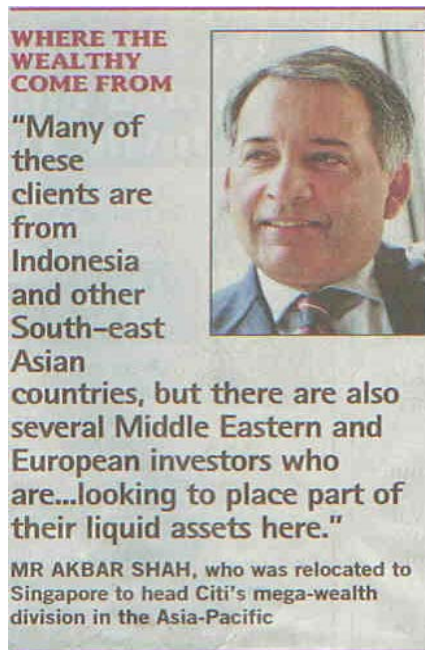 WHERE THE
WEALTHY
COME FROM
“Many of
these
clients are
from
Indonesia
and other
South-east
Asian
countries, but there are also
several Middle Eastern and
European investors who
are...looking to place part of
their liquid assets here.”
MR AKBAR SHAH, who was relocated to
Singapore to head Citi's mega-wealth
division in the Asia-Pacific